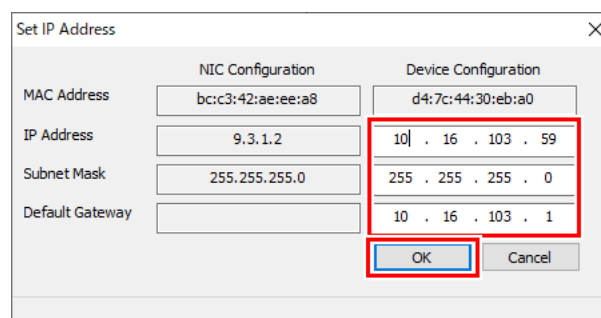 Set IP Address
NIC Configuration Device Configuration
MAC Address bc:c3:42:ae:ee:a8 d4:7c:44:30:eb:a0
IP Address 9.3.1.2 10 . 16 . 103 . 59
Subnet Mask 255.255.255.0 255 . 255 . 255 . 0
Default Gateway 10 . 16 . 103 . 1
OK Cancel